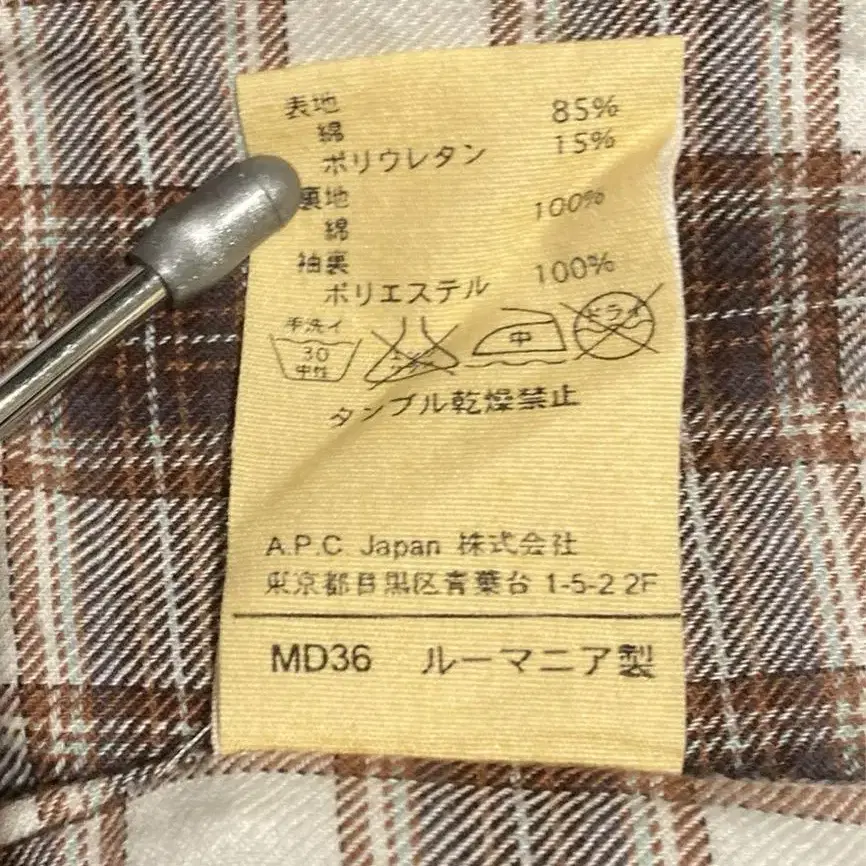 表地
綿 85%
ポリウレタン 15%
裏地
綿 100%
袖裏
ポリエステル 100%
手洗イ
30
中性
中
ドライ
タンブル乾燥禁止
A.P.C Japan 株式会社
東京都目黒区青葉台 1-5-2 2F
MD36 ルーマニア製